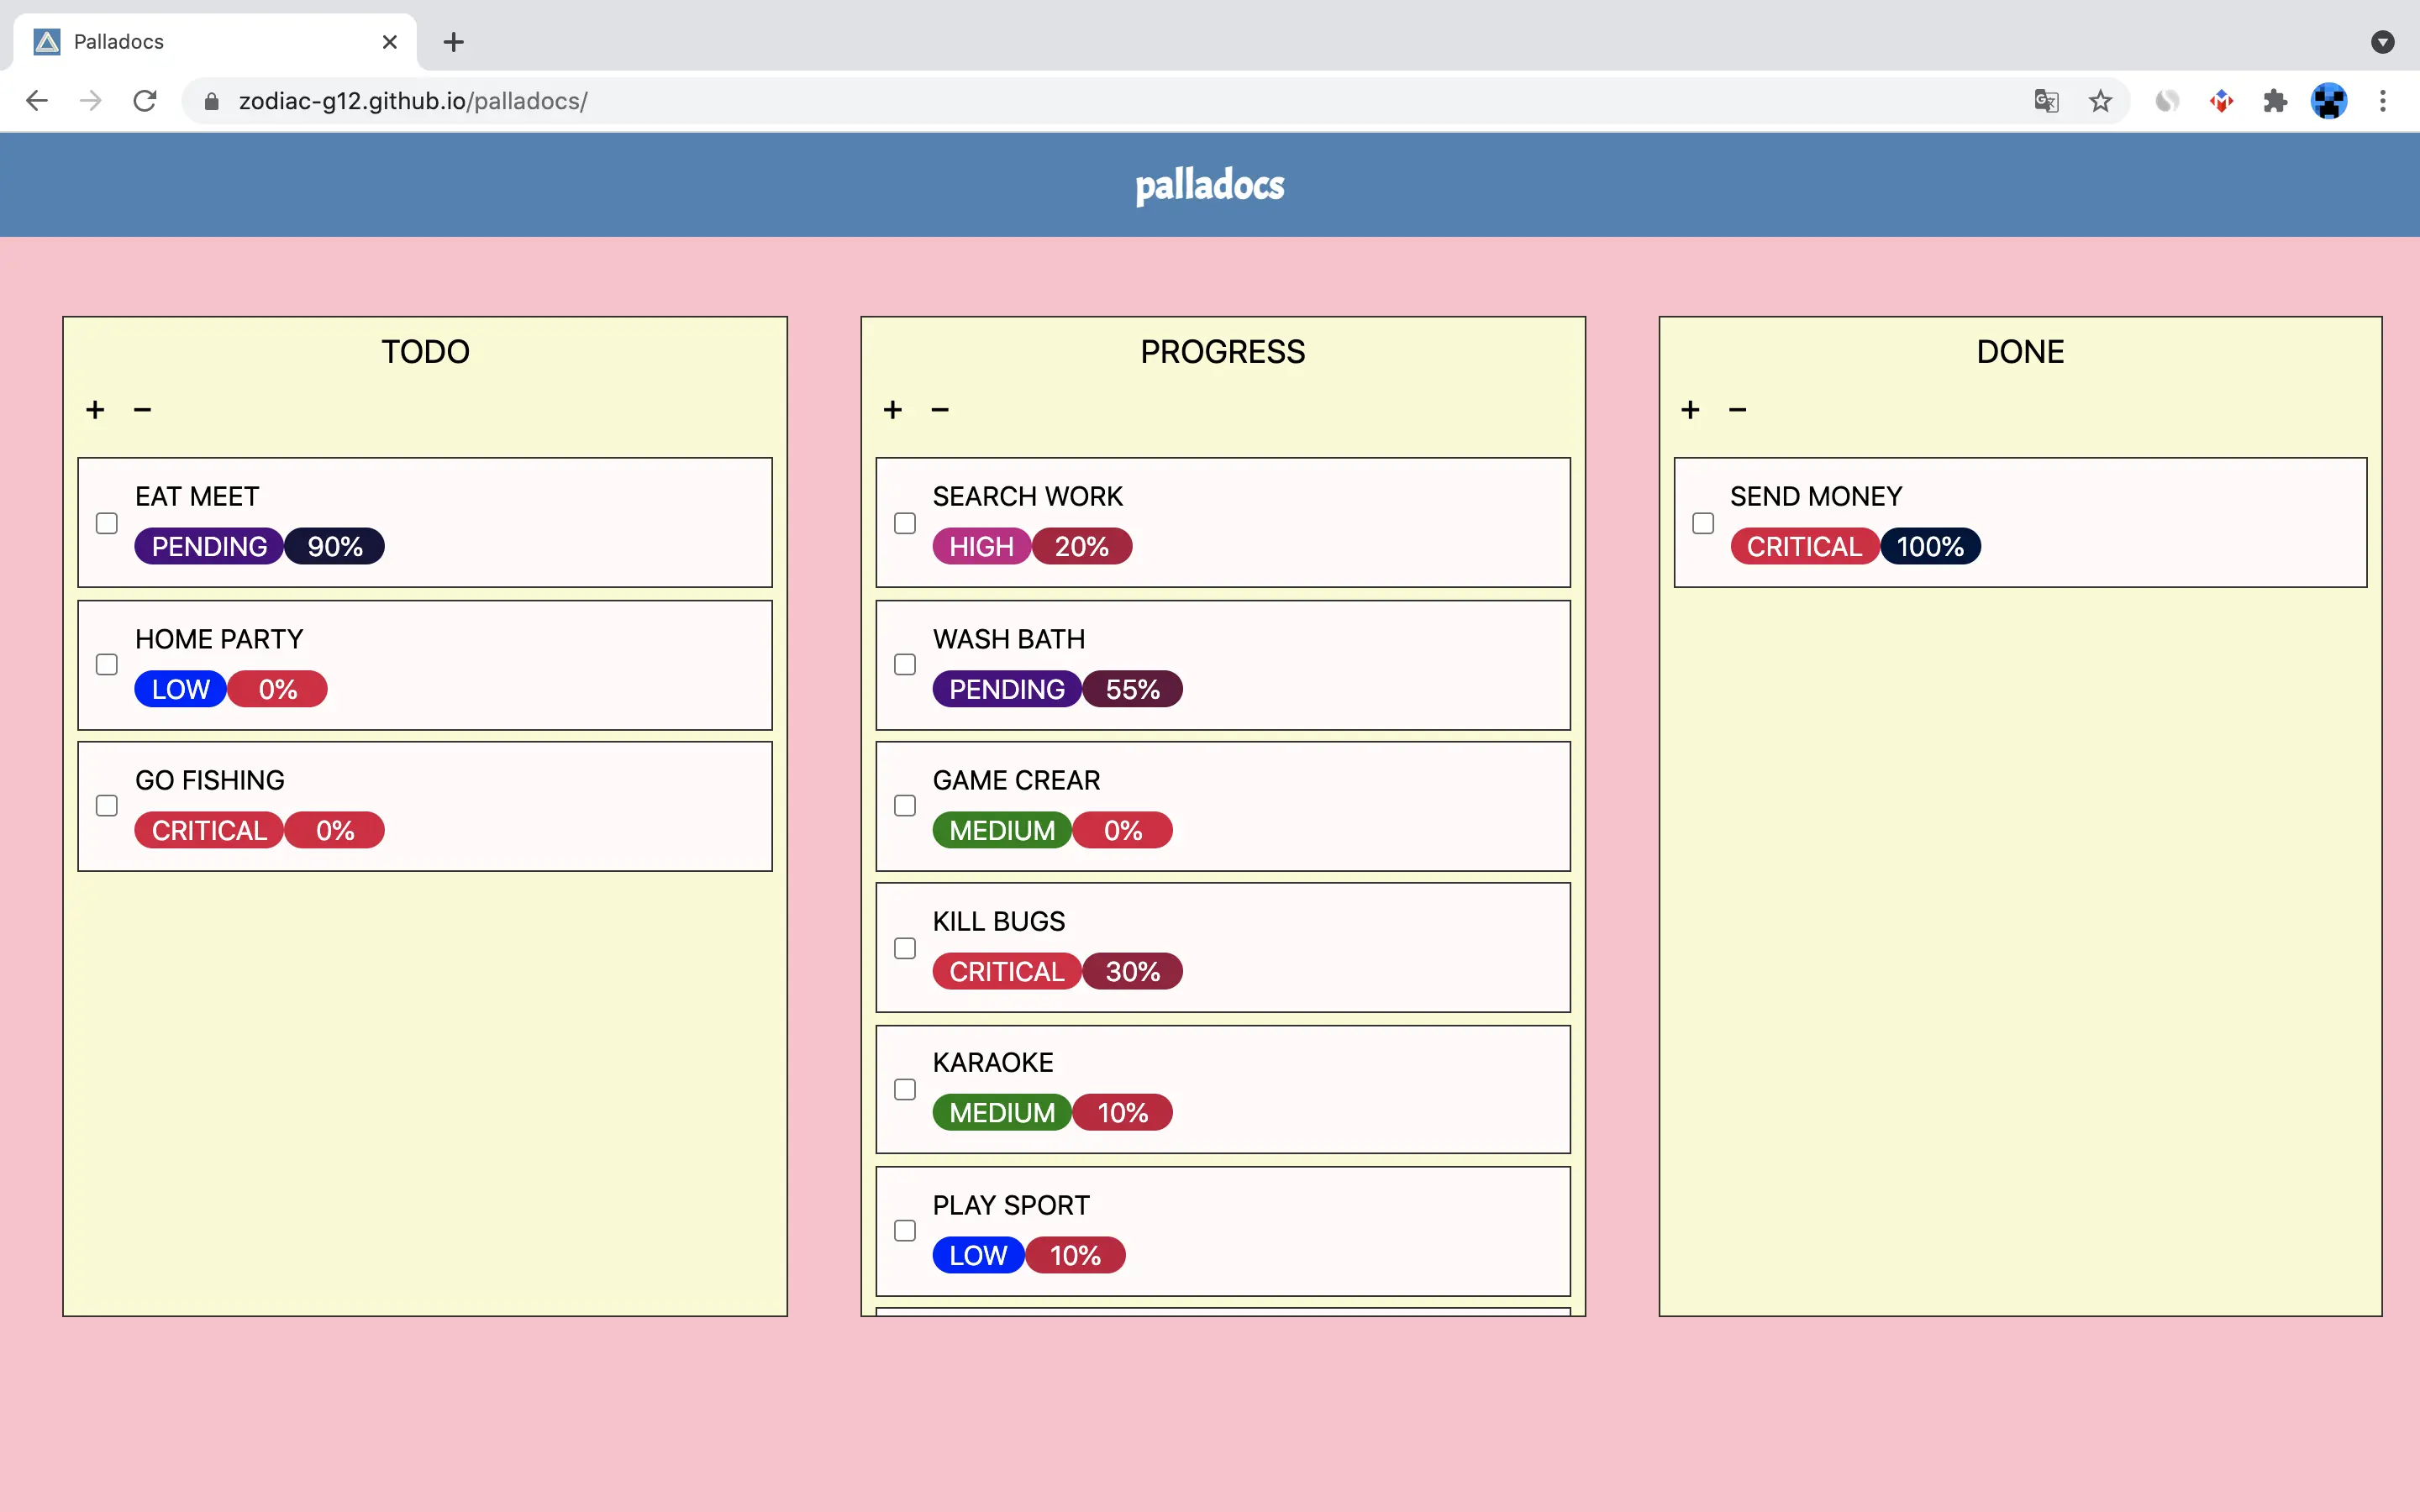 Palladocs
zodiac-g12.github.io/palladocs/
palladocs
TODO
+ −
EAT MEET
PENDING 90%
HOME PARTY
LOW 0%
GO FISHING
CRITICAL 0%
PROGRESS
+ −
SEARCH WORK
HIGH 20%
WASH BATH
PENDING 55%
GAME CREAR
MEDIUM 0%
KILL BUGS
CRITICAL 30%
KARAOKE
MEDIUM 10%
PLAY SPORT
LOW 10%
DONE
+ −
SEND MONEY
CRITICAL 100%